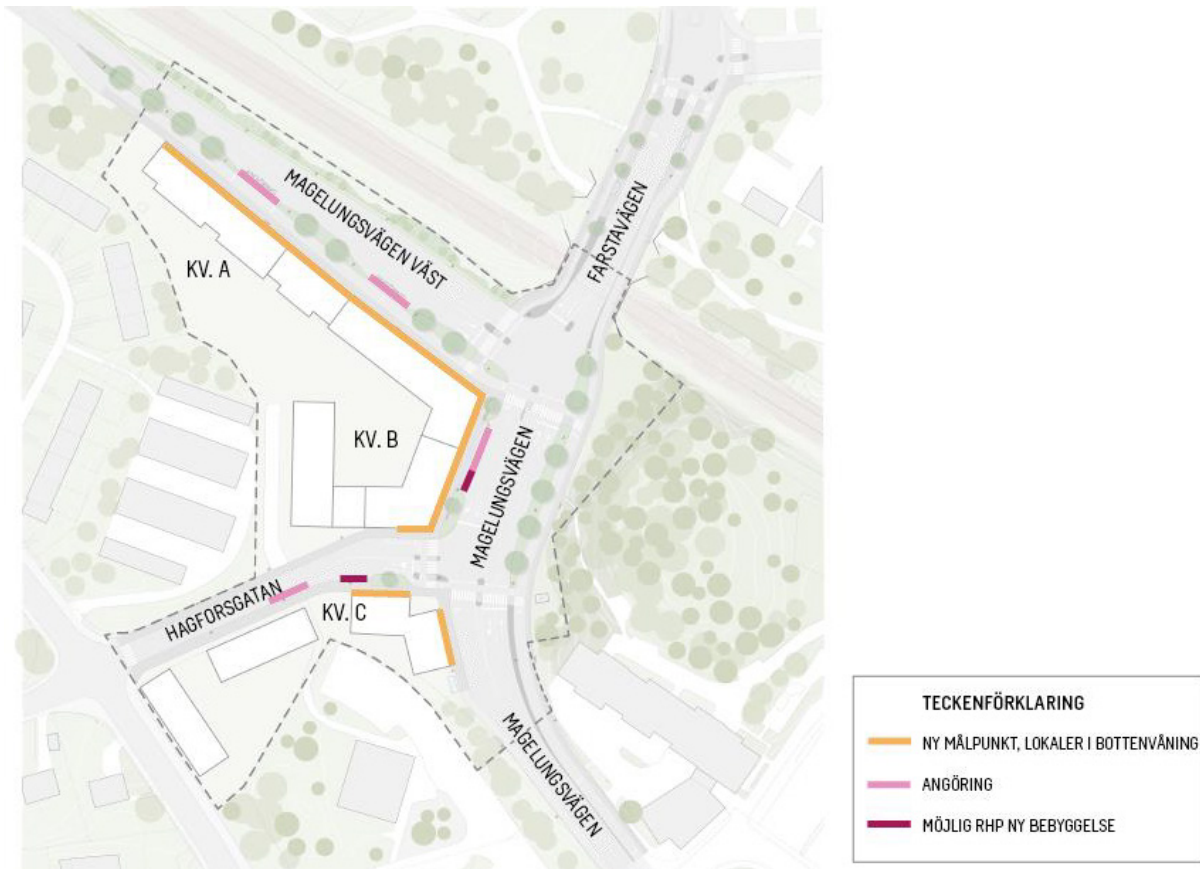 MAGELUNGSVÄGEN VÄST
FARSTAVÄGEN
KV. A
KV. B
MAGELUNGSVÄGEN
HAGFORSGATAN
KV. C
MAGELUNGSVÄGEN
TECKENFÖRKLARING
NY MÅLPUNKT, LOKALER I BOTTENVÅNING
ANGÖRING
MÖJLIG RHP NY BEBYGGELSE